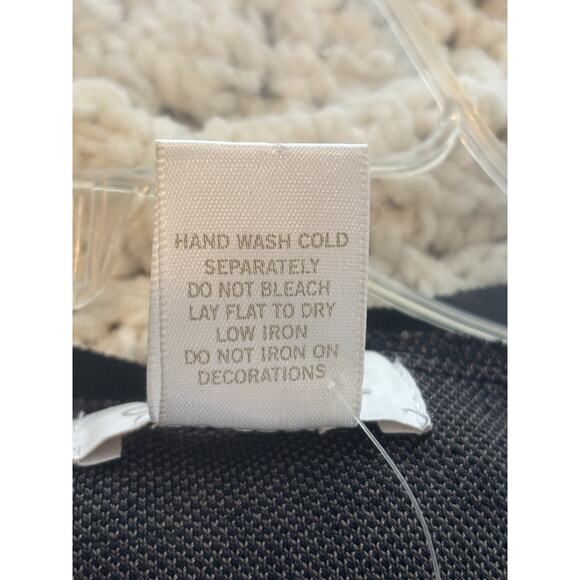 HAND WASH COLD
SEPARATELY
DO NOT BLEACH
LAY FLAT TO DRY
LOW IRON
DO NOT IRON ON
DECORATIONS